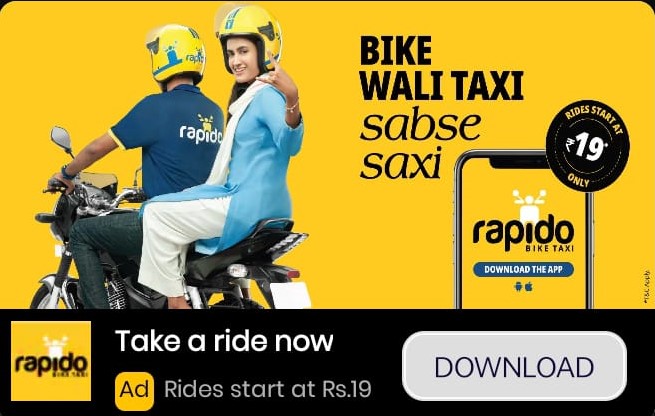 rapido
rapido
BIKE
WALI TAXI
sabse
saxi
RIDES START AT
₹19*
ONLY
rapido
BIKE TAXI
DOWNLOAD THE APP
*T&C Apply
rapido
BIKE TAXI
Take a ride now
Ad Rides start at Rs.19
DOWNLOAD